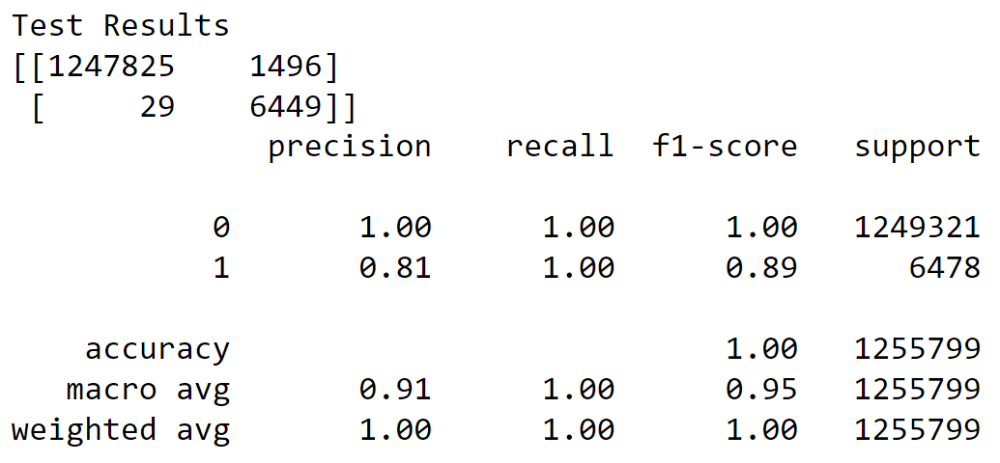 Test Results
[[1247825    1496]
 [     29    6449]]
              precision    recall  f1-score   support

           0       1.00      1.00      1.00   1249321
           1       0.81      1.00      0.89      6478

    accuracy                           1.00   1255799
   macro avg       0.91      1.00      0.95   1255799
weighted avg       1.00      1.00      1.00   1255799